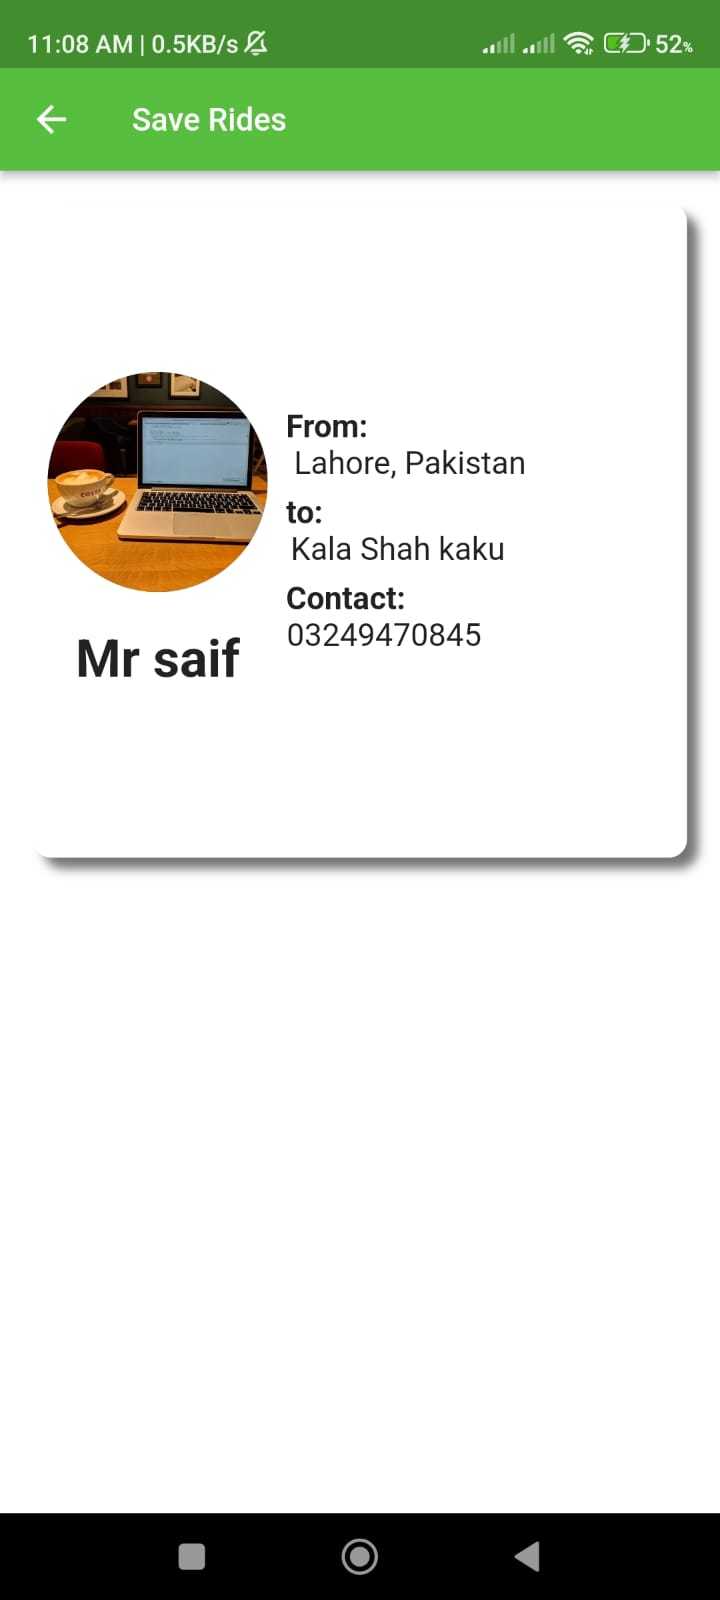 11:08 AM | 0.5KB/s 52%
Save Rides
From:
Lahore, Pakistan
to:
Kala Shah kaku
Contact:
03249470845
Mr saif